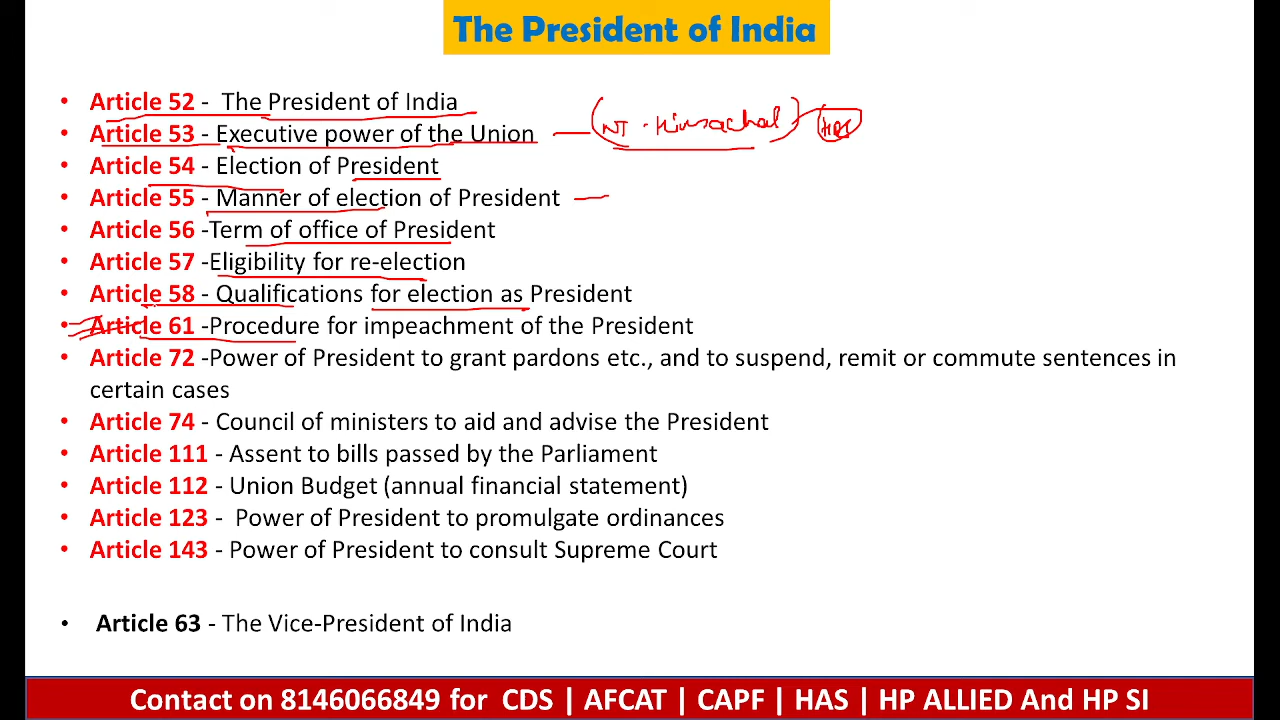 The President of India
• Article 52 - The President of India
• Article 53 - Executive power of the Union
NT - Himachal
• Article 54 - Election of President
• Article 55 - Manner of election of President
• Article 56 -Term of office of President
• Article 57 -Eligibility for re-election
• Article 58 - Qualifications for election as President
• Article 61 -Procedure for impeachment of the President
• Article 72 -Power of President to grant pardons etc., and to suspend, remit or commute sentences in
certain cases
• Article 74 - Council of ministers to aid and advise the President
• Article 111 - Assent to bills passed by the Parliament
• Article 112 - Union Budget (annual financial statement)
• Article 123 - Power of President to promulgate ordinances
• Article 143 - Power of President to consult Supreme Court
• Article 63 - The Vice-President of India
Contact on 8146066849 for CDS | AFCAT | CAPF | HAS | HP ALLIED And HP SI